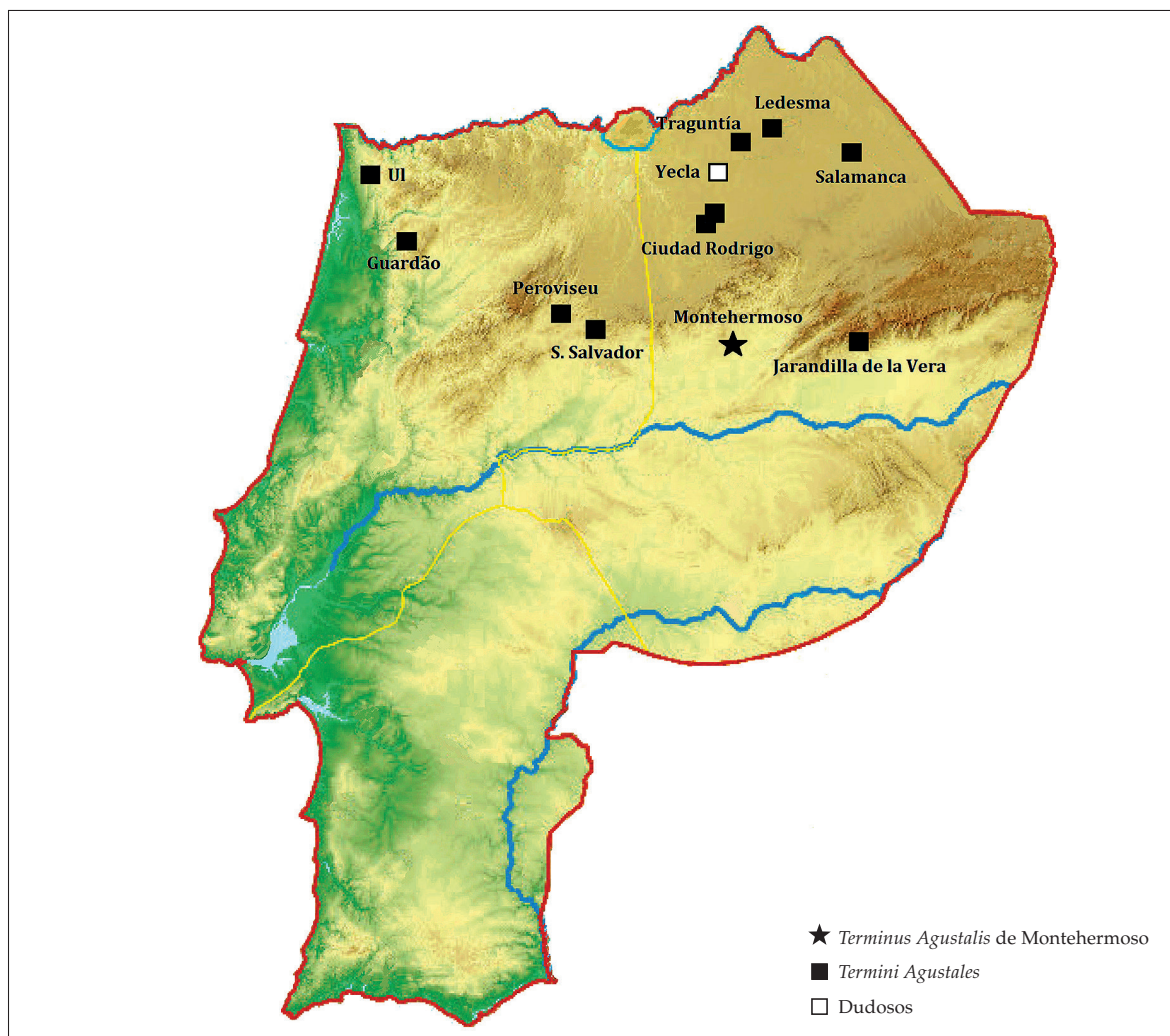 Ledesma
Traguntía
Salamanca
Yecla
Ul
Ciudad Rodrigo
Guardão
Peroviseu
Montehermoso
S. Salvador
Jarandilla de la Vera
Terminus Agustalis de Montehermoso
Termini Agustales
Dudosos